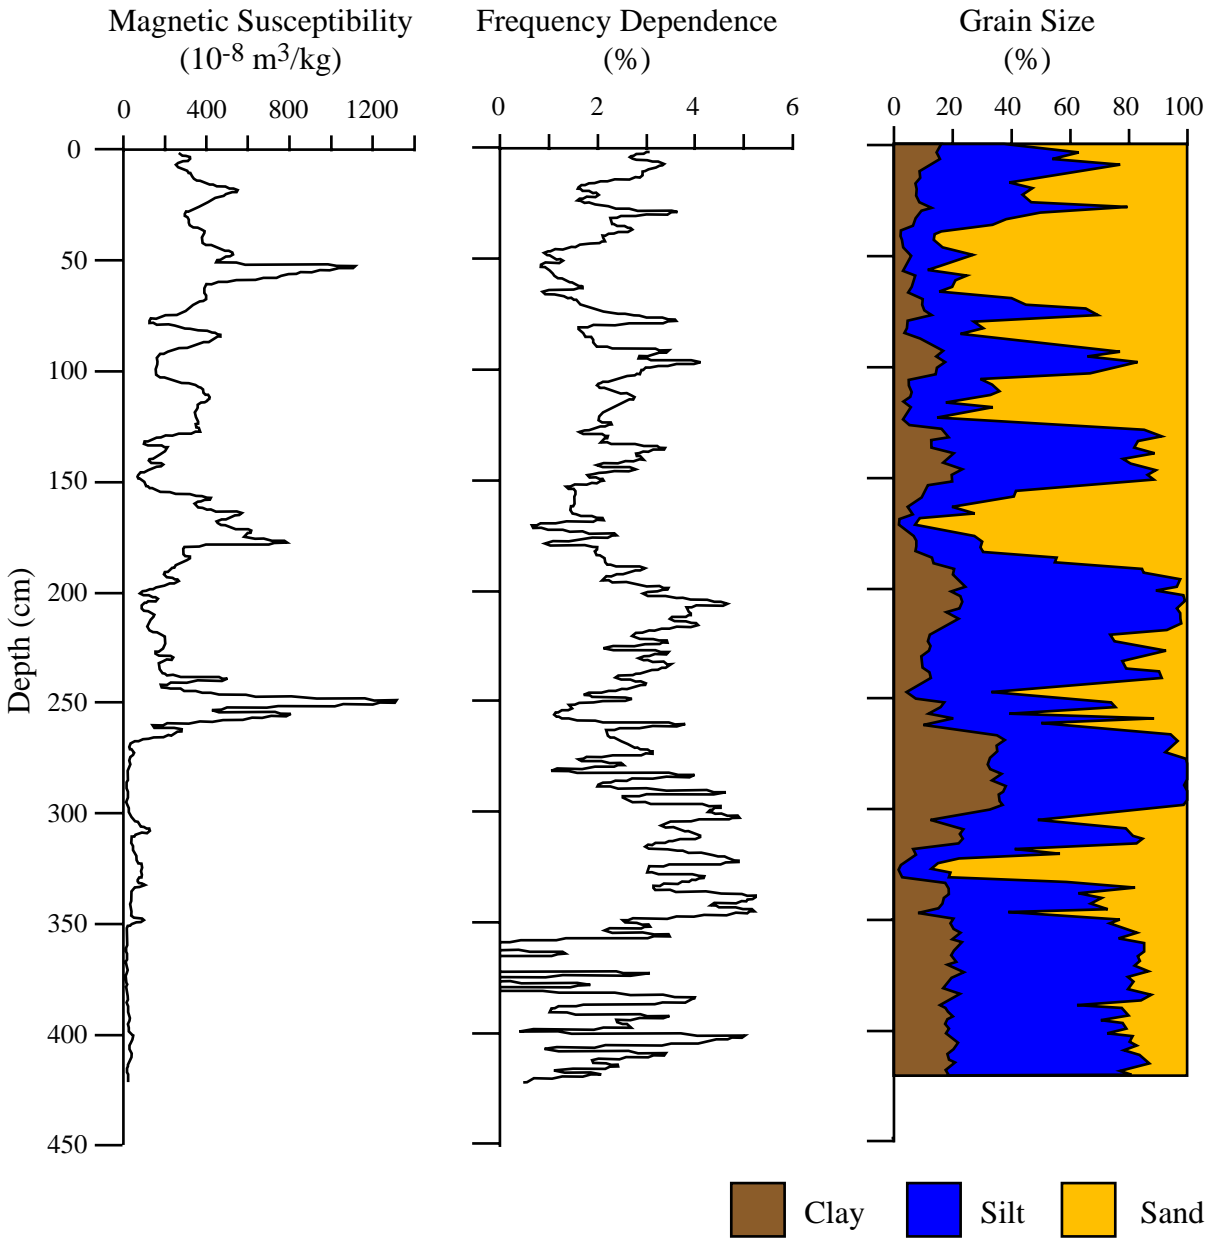 Magnetic Susceptibility
(10-8 m3/kg)
Frequency Dependence
(%)
Grain Size
(%)
0 400 800 1200
0 2 4 6
0 20 40 60 80 100
0
50
100
150
200
250
300
350
400
450
Depth (cm)
Clay
Silt
Sand